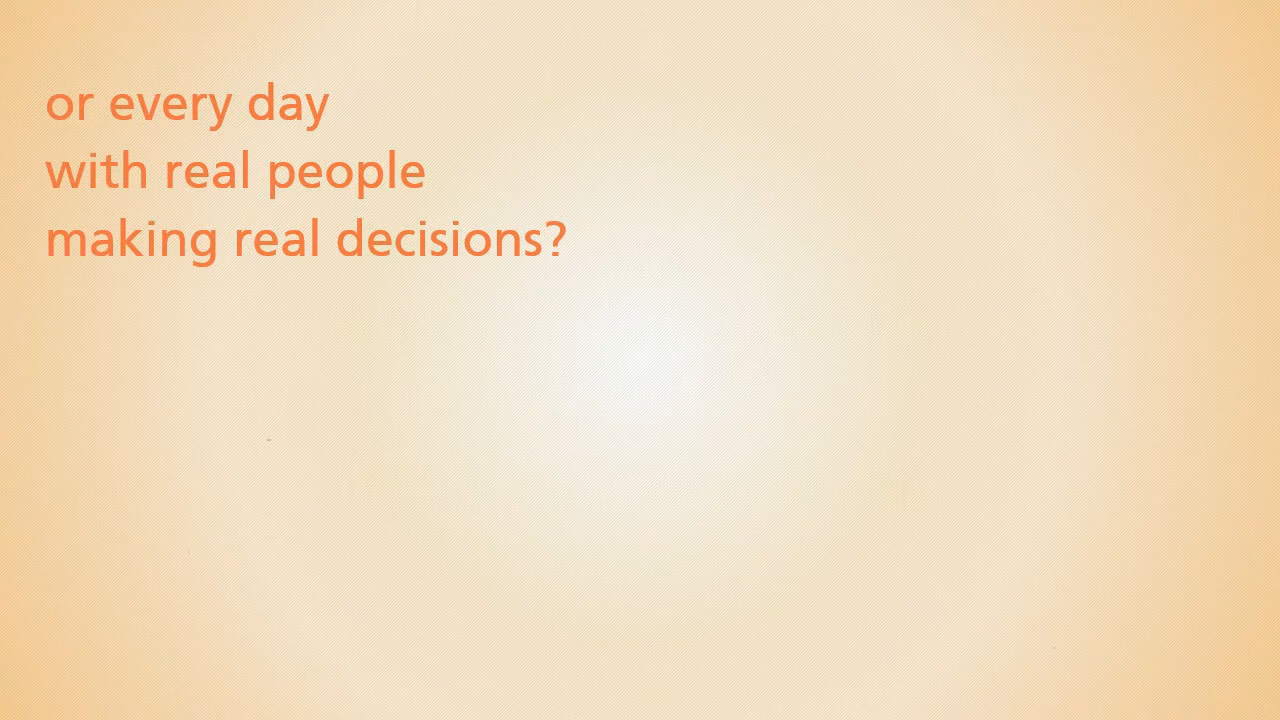 or every day
with real people
making real decisions?